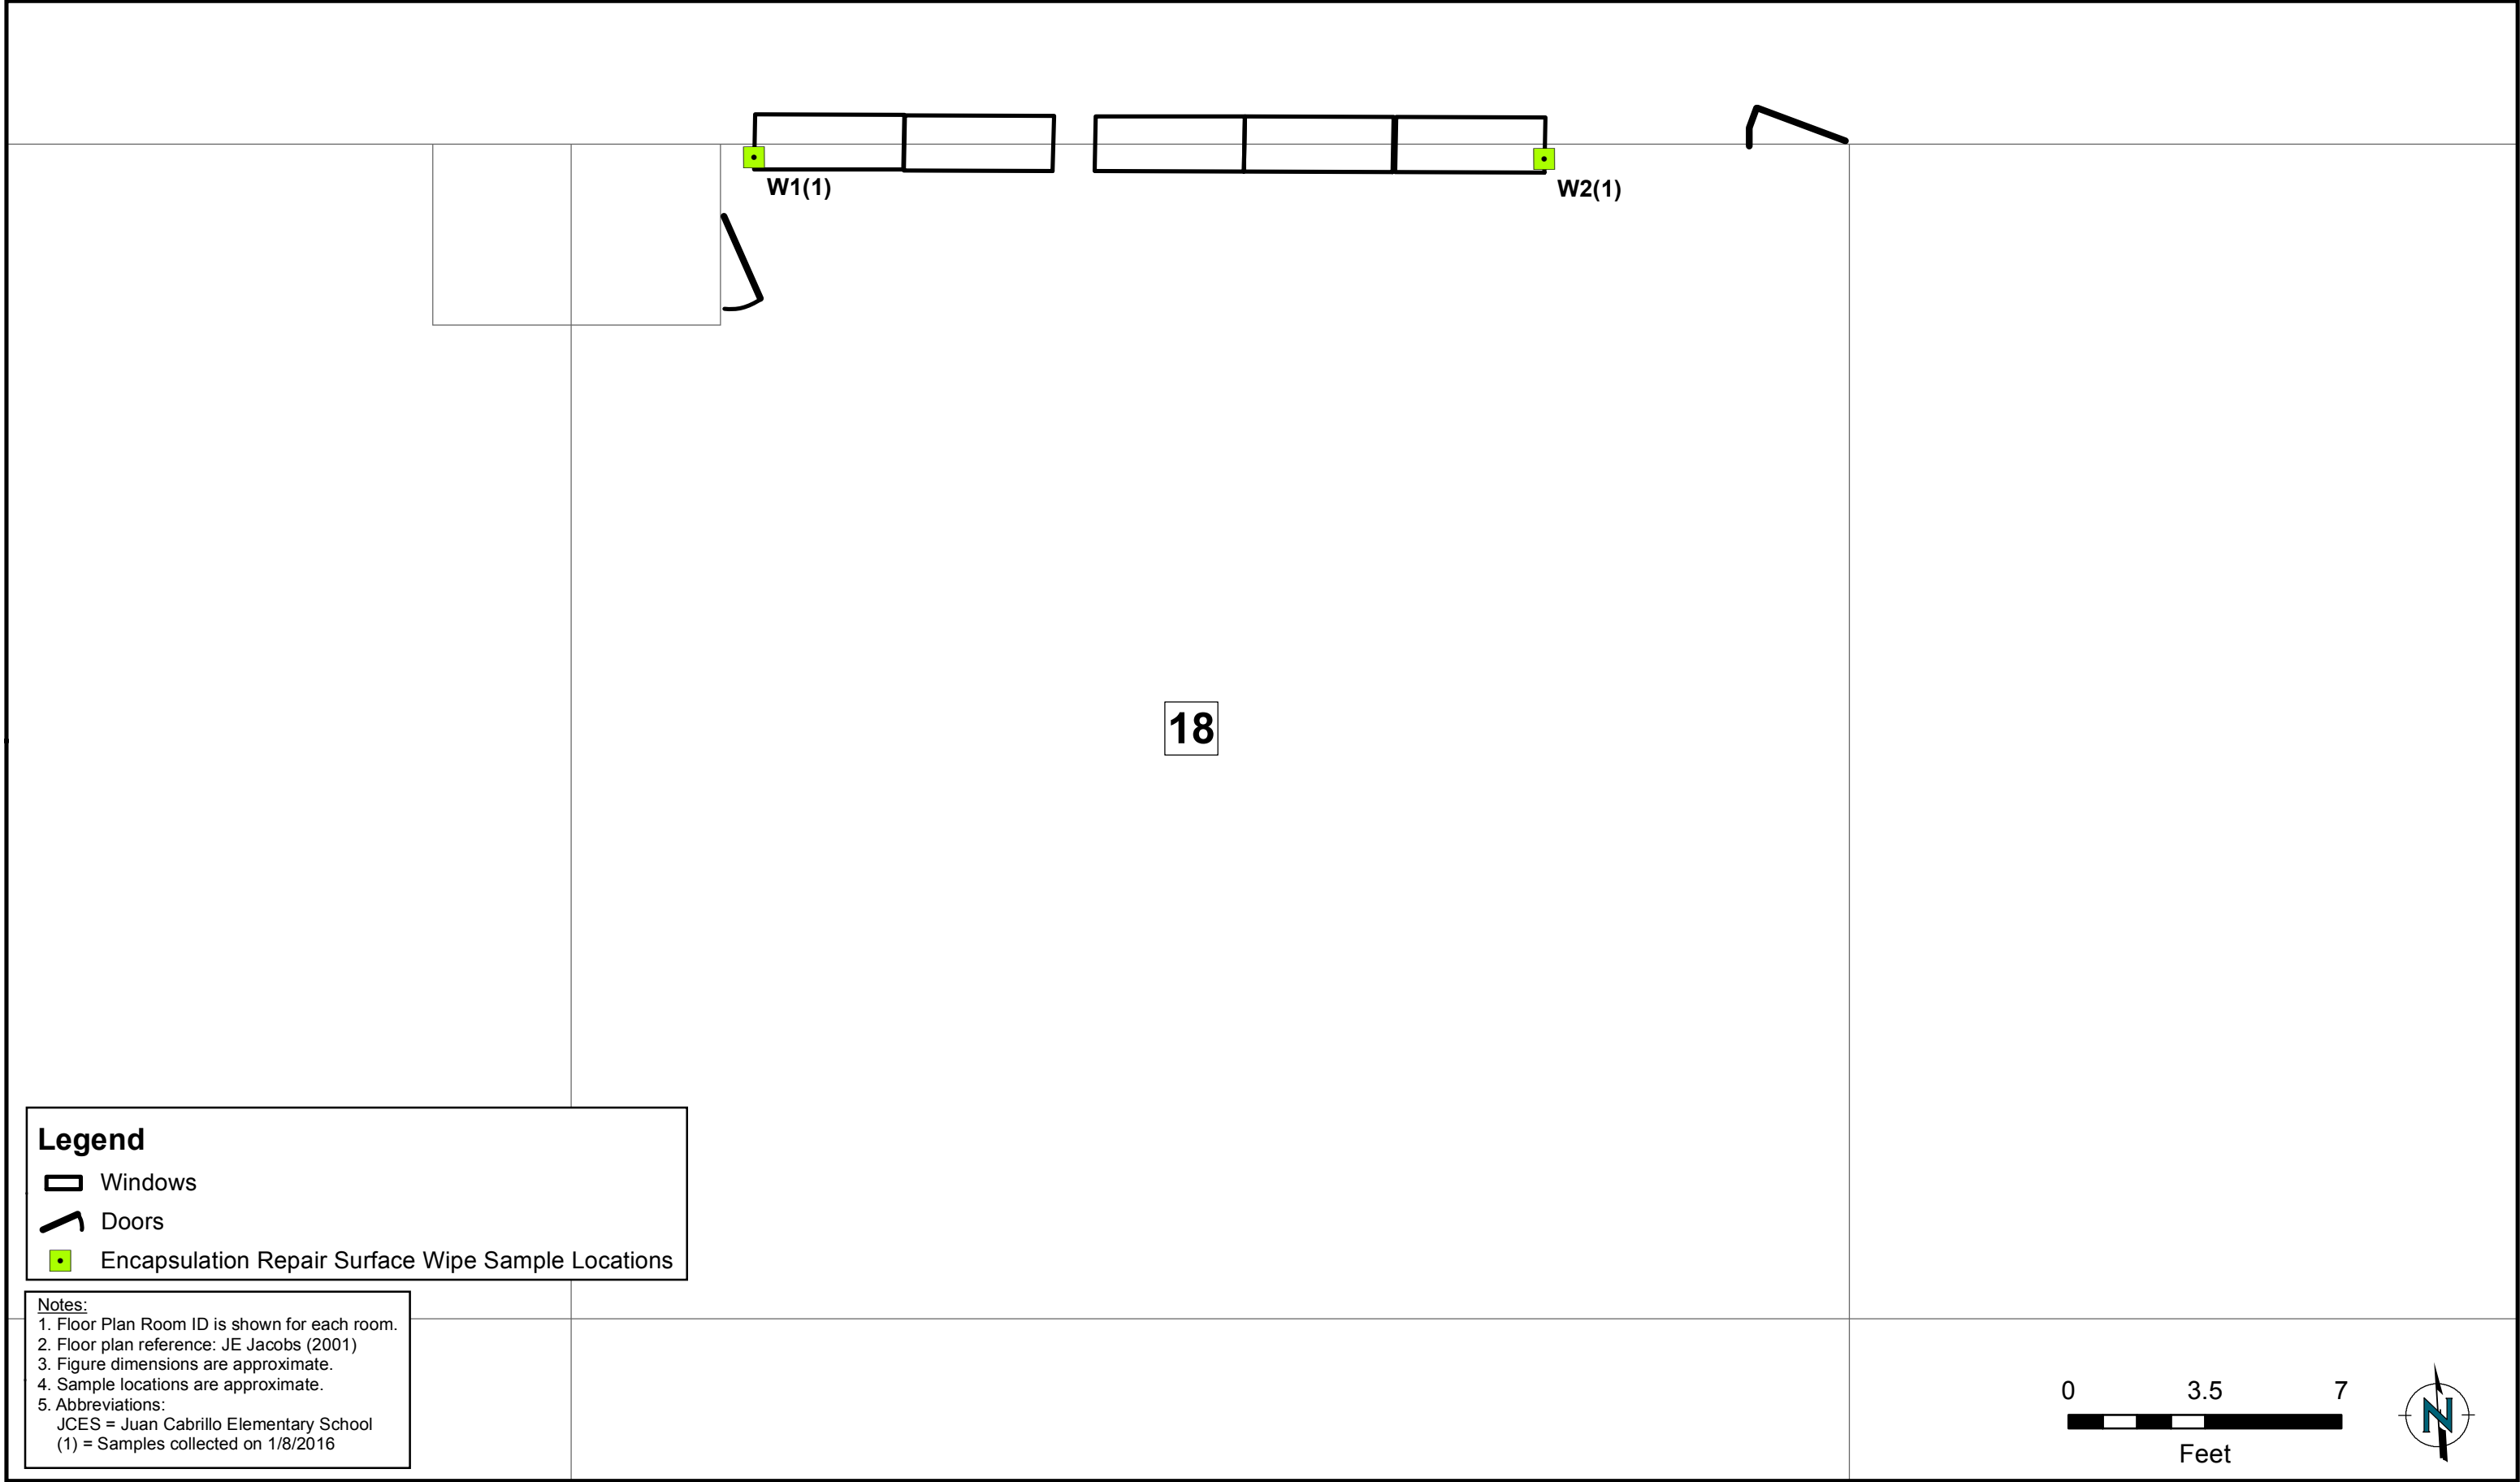 W1(1)
W2(1)
18
Legend
Windows
Doors
Encapsulation Repair Surface Wipe Sample Locations
Notes:
1. Floor Plan Room ID is shown for each room.
2. Floor plan reference: JE Jacobs (2001)
3. Figure dimensions are approximate.
4. Sample locations are approximate.
5. Abbreviations:
JCES = Juan Cabrillo Elementary School
(1) = Samples collected on 1/8/2016
0 3.5 7
Feet
N